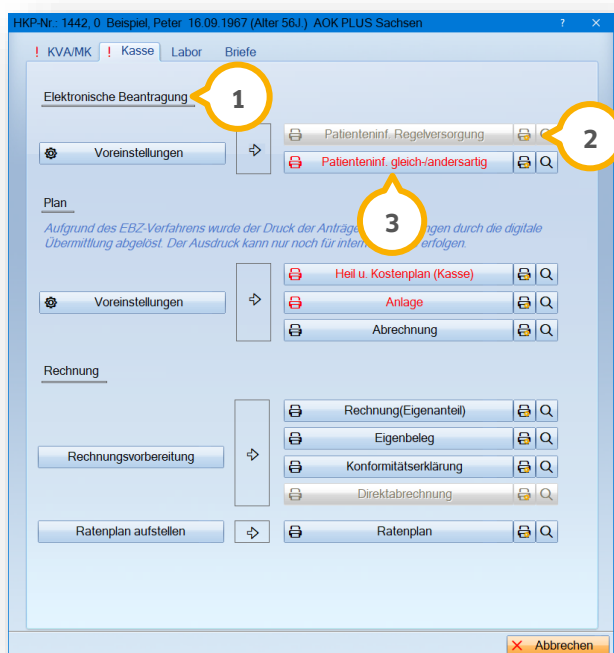 HKP-Nr.: 1442, 0 Beispiel, Peter 16.09.1967 (Alter 56J.) AOK PLUS Sachsen ? ×
! KVA/MK ! Kasse Labor Briefe
Elektronische Beantragung 1
Patienteninf. Regelversorgung 2
Voreinstellungen Patienteninf. gleich-/andersartig
3
Plan
Aufgrund des EBZ-Verfahrens wurde der Druck der Anträge ngen durch die digitale
Übermittlung abgelöst. Der Ausdruck kann nur noch für intern erfolgen.
Heil u. Kostenplan (Kasse)
Voreinstellungen Anlage
Abrechnung
Rechnung
Rechnung(Eigenanteil)
Eigenbeleg
Rechnungsvorbereitung Konformitätserklärung
Direktabrechnung
Ratenplan aufstellen Ratenplan
Abbrechen